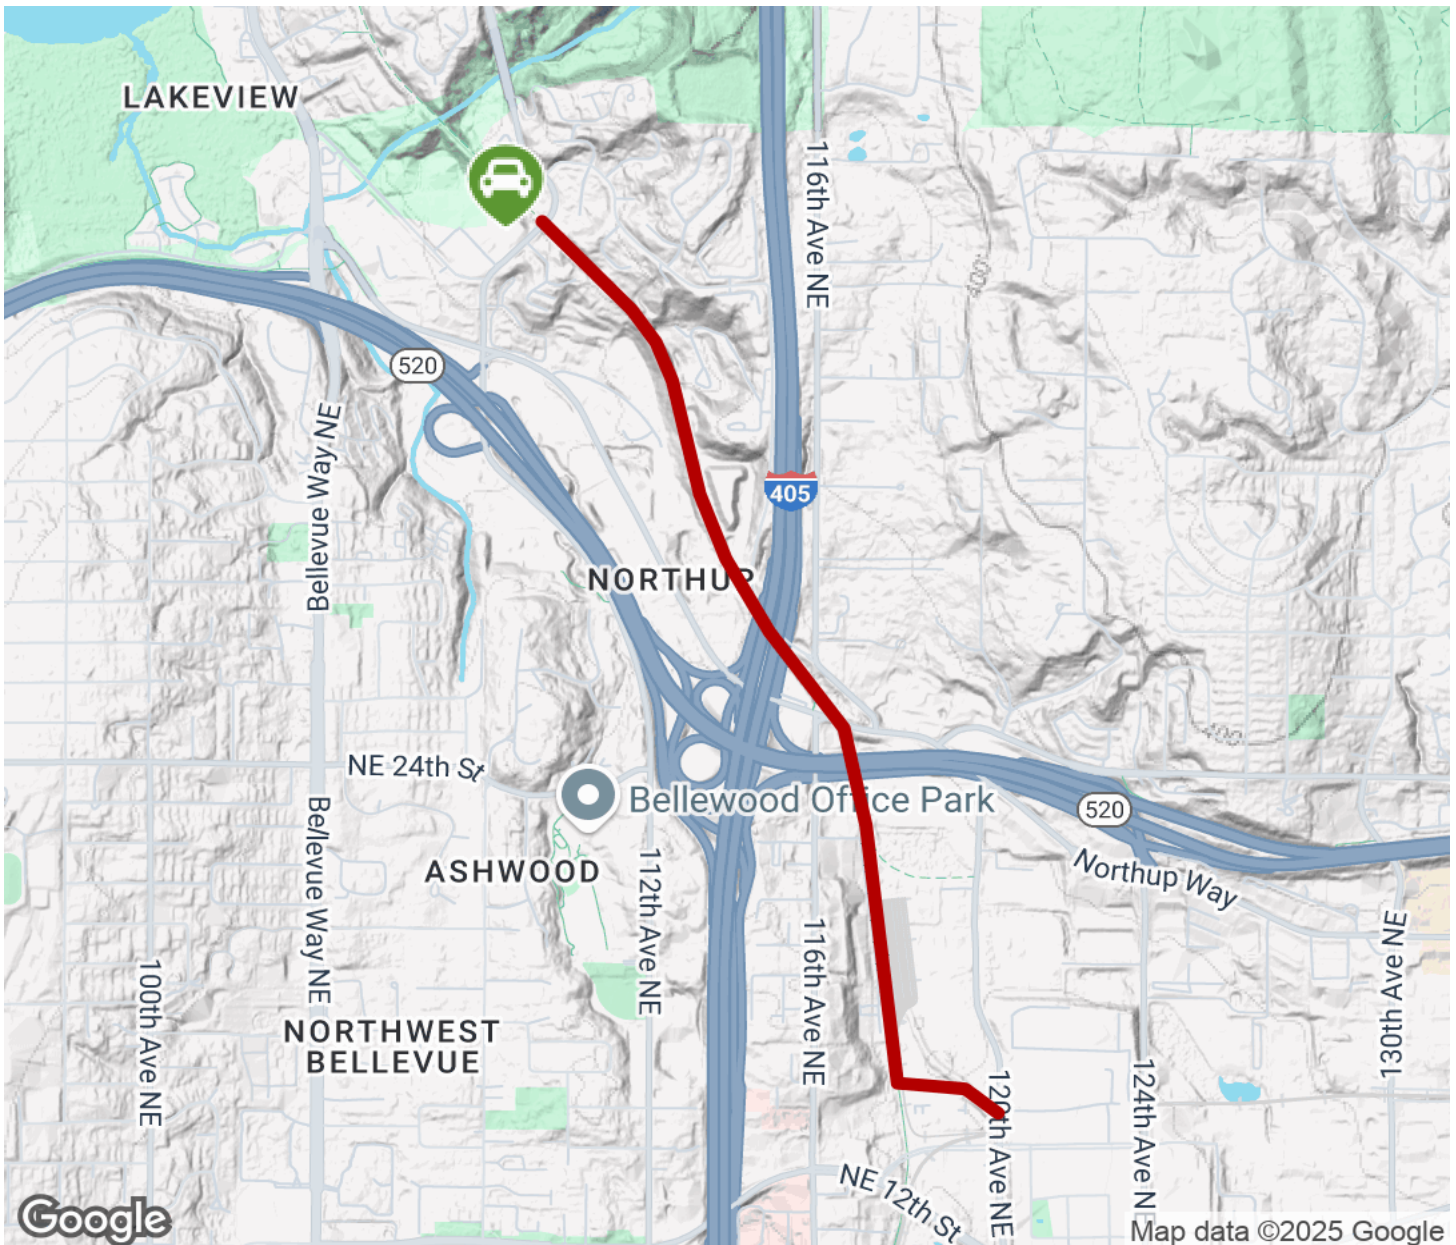 LAKEVIEW
116th Ave NE
520
Bellevue Way NE
405
NORTHUP
NE 24th St
Bellewood Office Park
520
Northup Way
ASHWOOD
112th Ave NE
Bellevue Way NE
116th Ave NE
130th Ave NE
100th Ave NE
NORTHWEST
BELLEVUE
120th Ave NE
124th Ave NE
NE 12th St
400
Google
Map data ©2025 Google